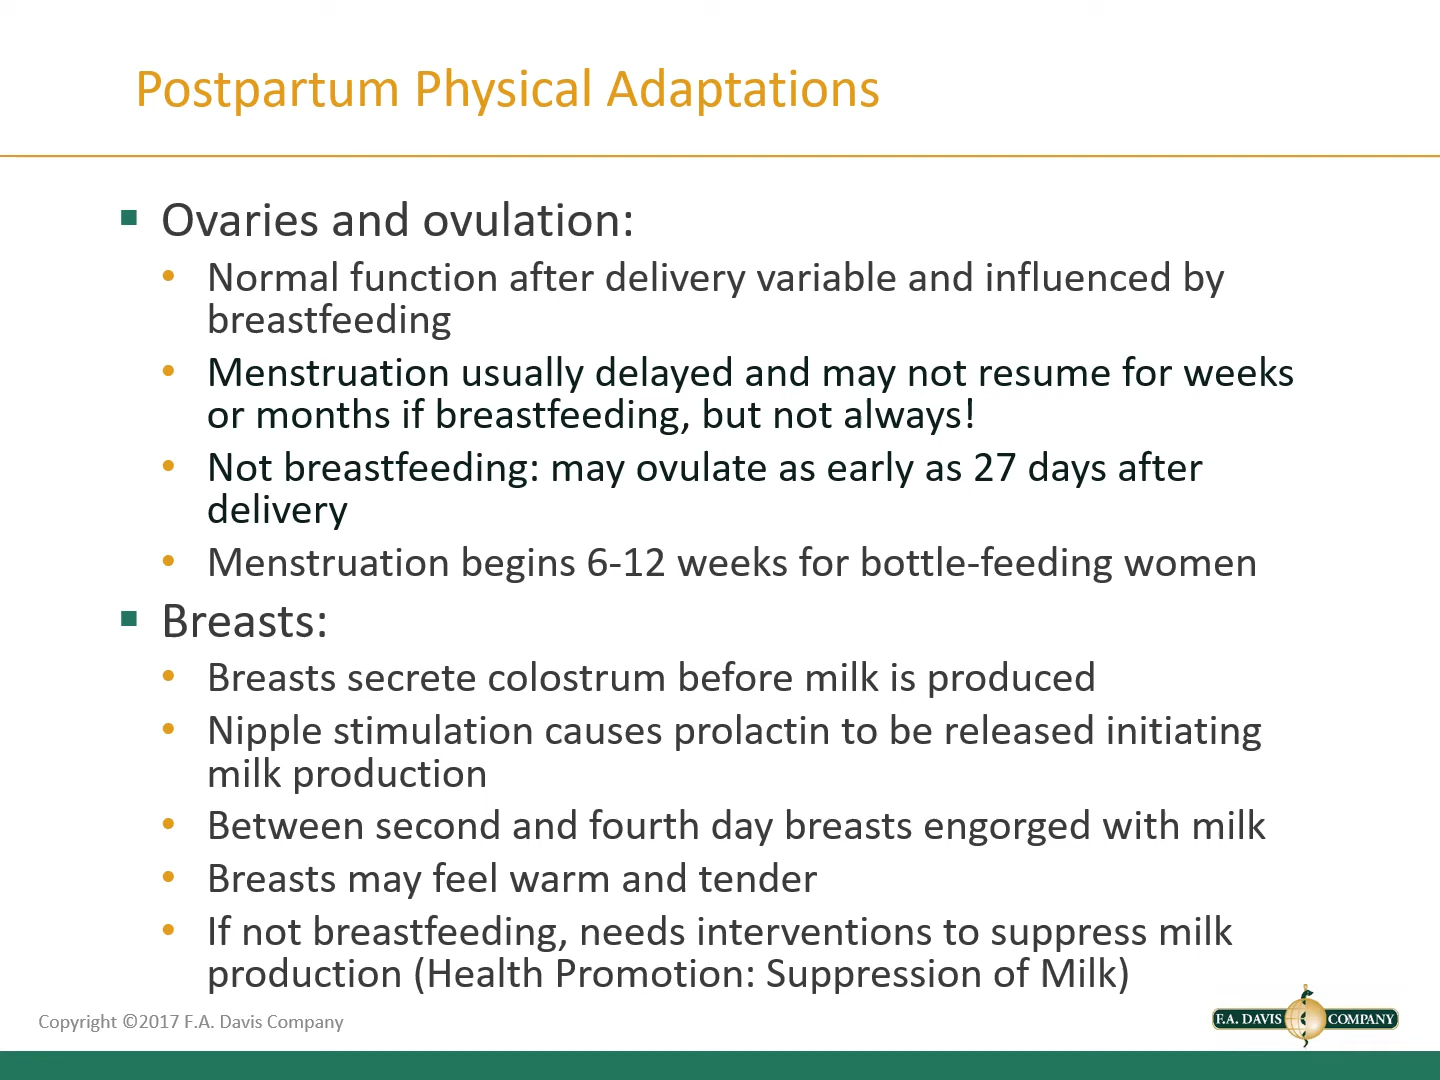 Postpartum Physical Adaptations
Ovaries and ovulation:
Normal function after delivery variable and influenced by
breastfeeding
Menstruation usually delayed and may not resume for weeks
or months if breastfeeding, but not always!
Not breastfeeding: may ovulate as early as 27 days after
delivery
Menstruation begins 6-12 weeks for bottle-feeding women
Breasts:
Breasts secrete colostrum before milk is produced
Nipple stimulation causes prolactin to be released initiating
milk production
Between second and fourth day breasts engorged with milk
Breasts may feel warm and tender
If not breastfeeding, needs interventions to suppress milk
production (Health Promotion: Suppression of Milk)
Copyright ©2017 F.A. Davis Company
F.A. DAVIS COMPANY